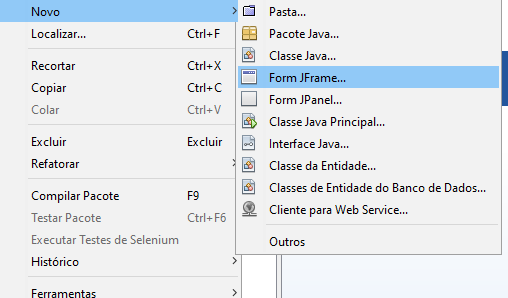 Novo
Localizar... Ctrl+F
Recortar Ctrl+X
Copiar Ctrl+C
Colar Ctrl+V
Excluir Excluir
Refatorar
Compilar Pacote F9
Testar Pacote Ctrl+F6
Executar Testes de Selenium
Histórico
Ferramentas
Pasta...
Pacote Java...
Classe Java...
Form JFrame...
Form JPanel...
Classe Java Principal...
Interface Java...
Classe da Entidade...
Classes de Entidade do Banco de Dados...
Cliente para Web Service...
Outros